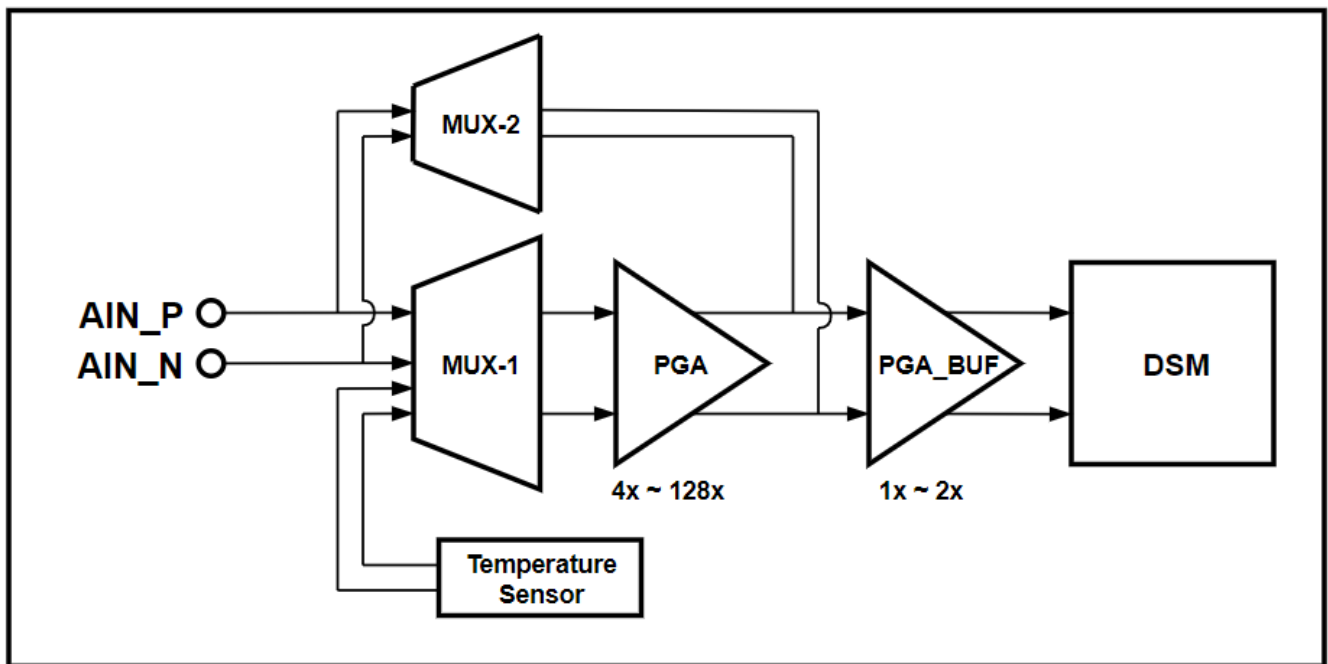 MUX-2
AIN_P
AIN_N
MUX-1
PGA
PGA_BUF
DSM
4x ~ 128x
1x ~ 2x
Temperature
Sensor